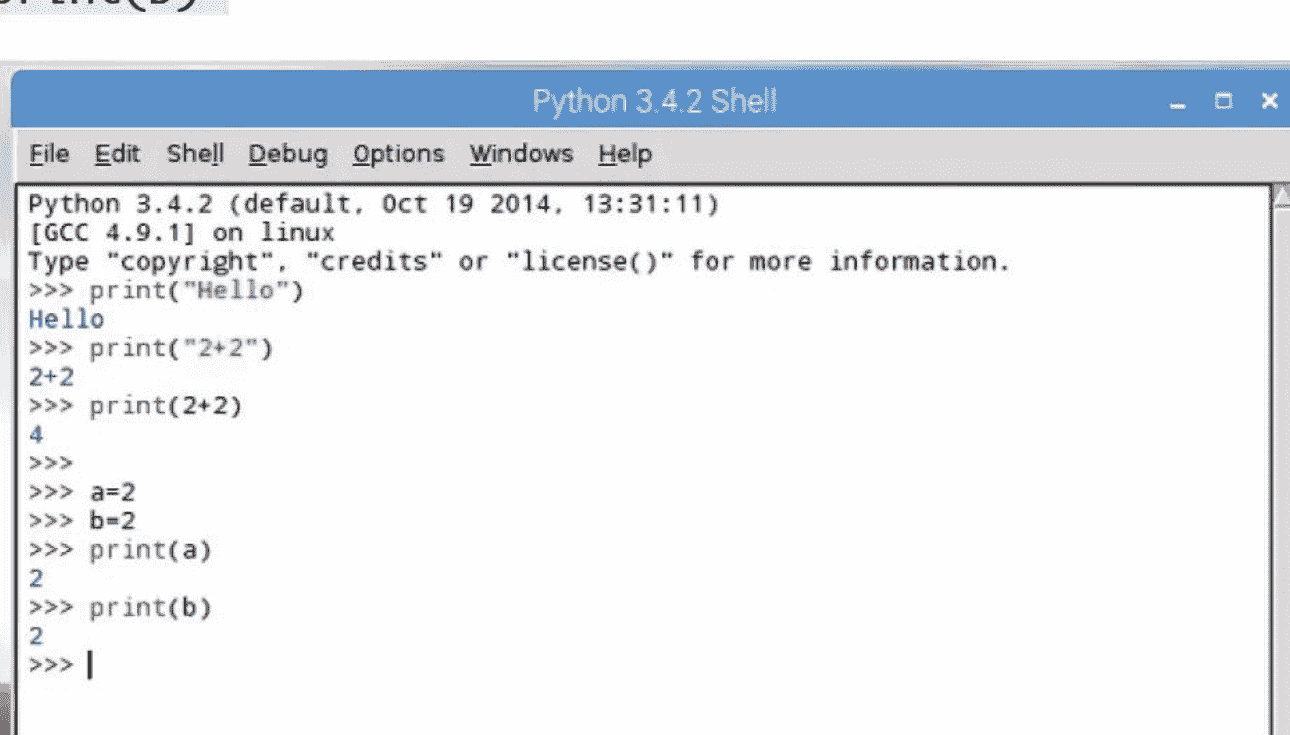 print(b)
Python 3.4.2 Shell
File Edit Shell Debug Options Windows Help
Python 3.4.2 (default, Oct 19 2014, 13:31:11)
[GCC 4.9.1] on linux
Type "copyright", "credits" or "license()" for more information.
>>> print("Hello")
Hello
>>> print("2+2")
2+2
>>> print(2+2)
4
>>>
>>> a=2
>>> b=2
>>> print(a)
2
>>> print(b)
2
>>>